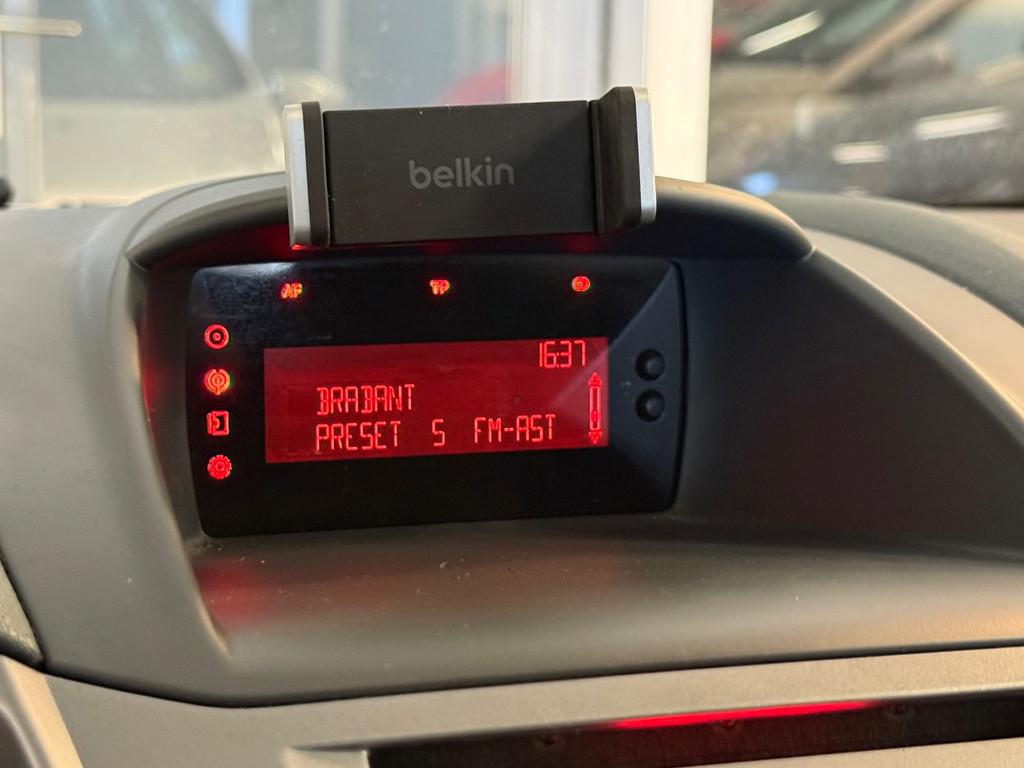 belkin
AF TP
16:37
BRABANT
PRESET 5 FM-AST